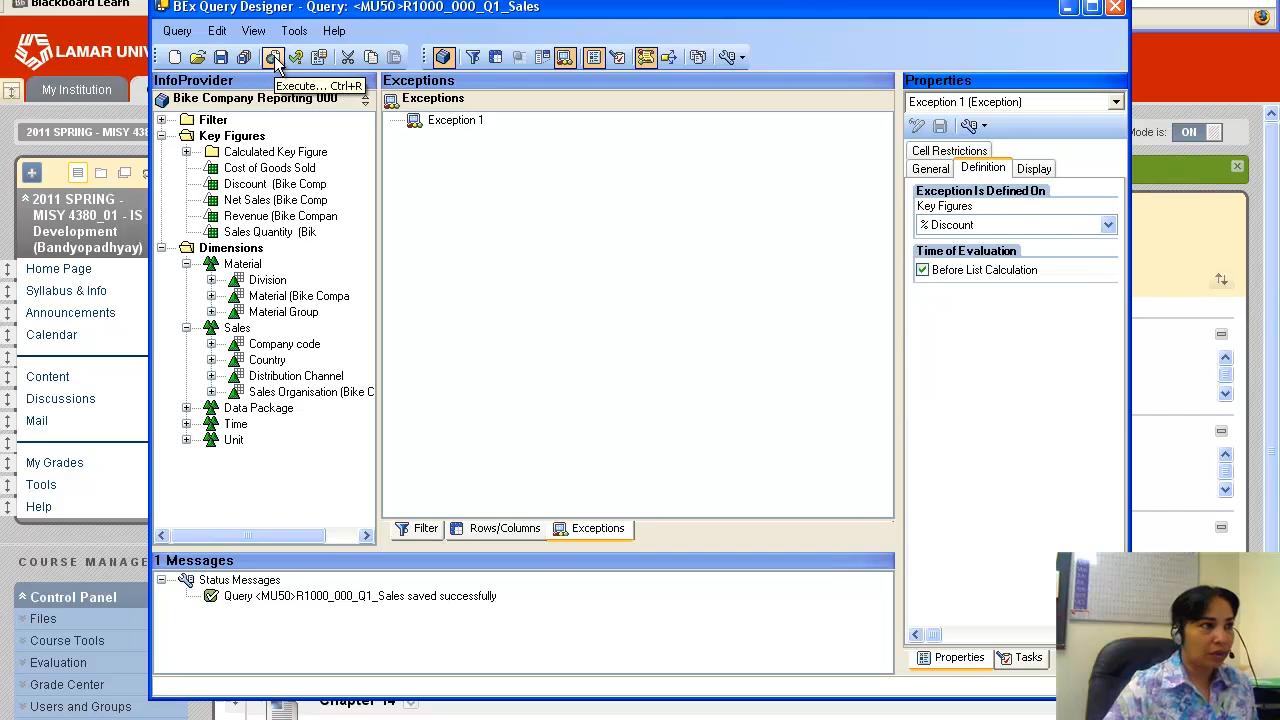 Blackboard Learn
LAMAR UNIV
My Institution
2011 SPRING - MISY 438
2011 SPRING -
MISY 4380_01 - IS
Development
(Bandyopadhyay)
Home Page
Syllabus & Info
Announcements
Calendar
Content
Discussions
Mail
My Grades
Tools
Help
COURSE MANAGE
Control Panel
Files
Course Tools
Evaluation
Grade Center
Users and Groups
BEx Query Designer - Query: <MU50>R1000_000_Q1_Sales
Query Edit View Tools Help
Execute... Ctrl+R
InfoProvider
Bike Company Reporting 000
Filter
Key Figures
Calculated Key Figure
Cost of Goods Sold
Discount (Bike Comp
Net Sales (Bike Comp
Revenue (Bike Compan
Sales Quantity (Bik
Dimensions
Material
Division
Material (Bike Compa
Material Group
Sales
Company code
Country
Distribution Channel
Sales Organisation (Bike C
Data Package
Time
Unit
Exceptions
Exceptions
Exception 1
Filter Rows/Columns Exceptions
1 Messages
Status Messages
Query <MU50>R1000_000_Q1_Sales saved successfully
Properties
Exception 1 (Exception)
Cell Restrictions
General Definition Display
Exception Is Defined On
Key Figures
% Discount
Time of Evaluation
Before List Calculation
Properties Tasks
Mode is: ON
Chapter 14